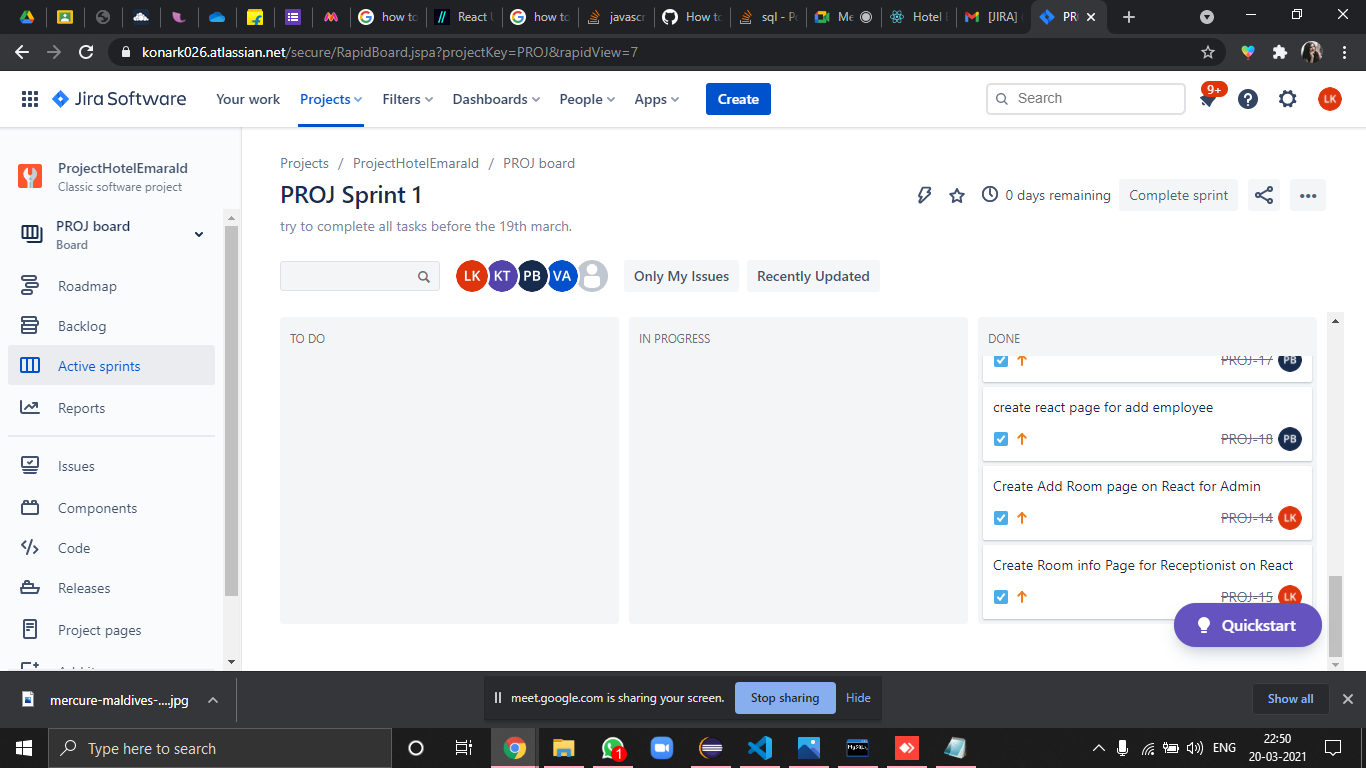 how to
React U
how to
javascr
How to
sql - Po
Me
Hotel
[JIRA]
PR
konark026.atlassian.net/secure/RapidBoard.jspa?projectKey=PROJ&rapidView=7
Jira Software
Your work
Projects
Filters
Dashboards
People
Apps
Create
Search
9+
LK
ProjectHotelEmarald
Classic software project
PROJ board
Board
Roadmap
Backlog
Active sprints
Reports
Issues
Components
Code
Releases
Project pages
Projects / ProjectHotelEmarald / PROJ board
PROJ Sprint 1
0 days remaining
Complete sprint
try to complete all tasks before the 19th march.
LK KT PB VA
Only My Issues
Recently Updated
TO DO
IN PROGRESS
DONE
PROJ-17 PB
create react page for add employee
PROJ-18 PB
Create Add Room page on React for Admin
PROJ-14 LK
Create Room info Page for Receptionist on React
PROJ-15 LK
Quickstart
mercure-maldives-....jpg
meet.google.com is sharing your screen.
Stop sharing
Hide
Show all
Type here to search
1
ENG
22:50
20-03-2021